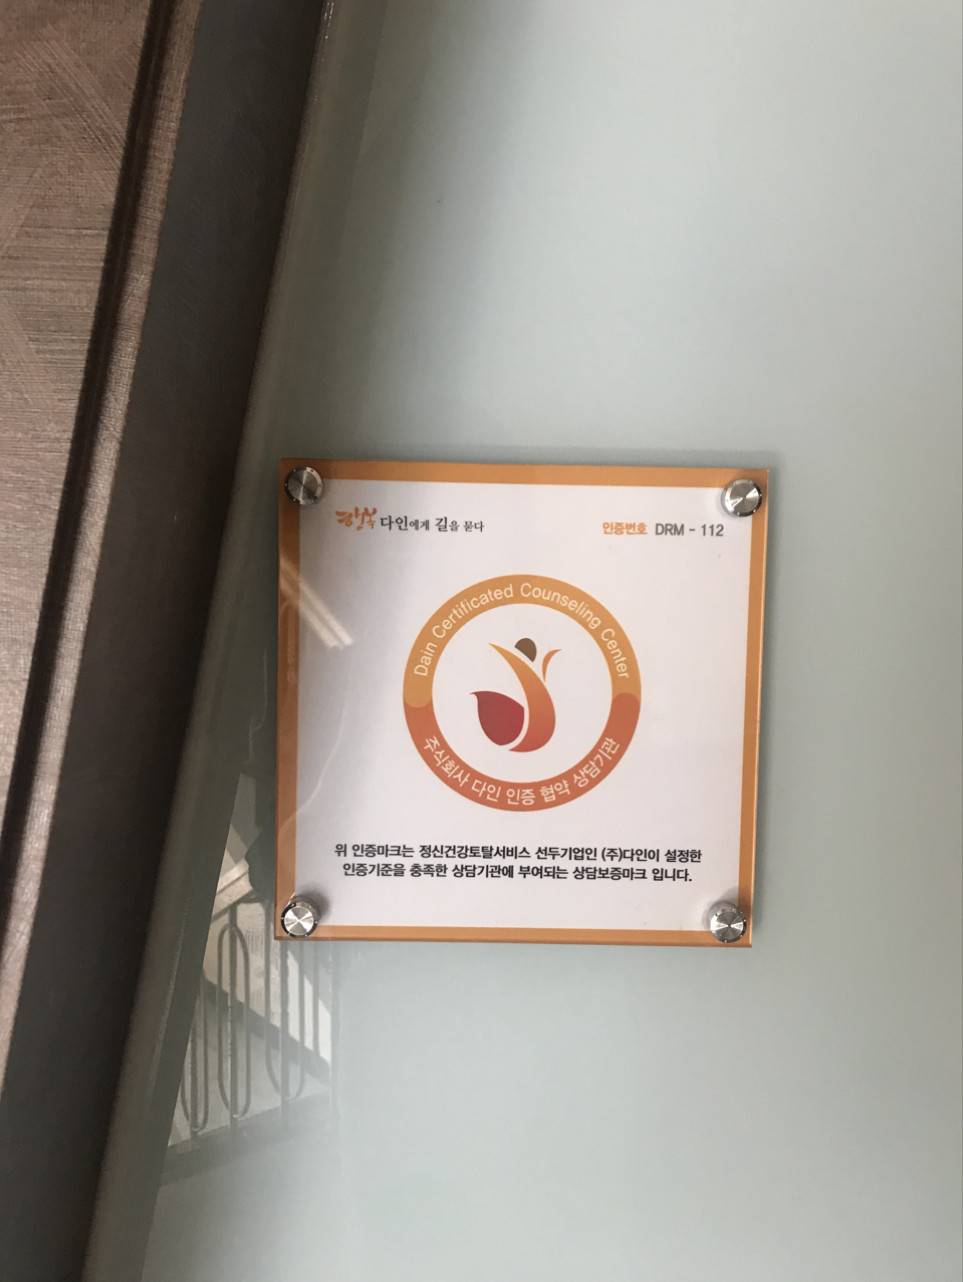 행복 다인에게 길을 묻다
인증번호 DRM - 112
Dain Certificated Counseling Center
주식회사 다인 인증 협약 상담기관
위 인증마크는 정신건강토탈서비스 선두기업인 (주)다인이 설정한
인증기준을 충족한 상담기관에 부여되는 상담보증마크 입니다.